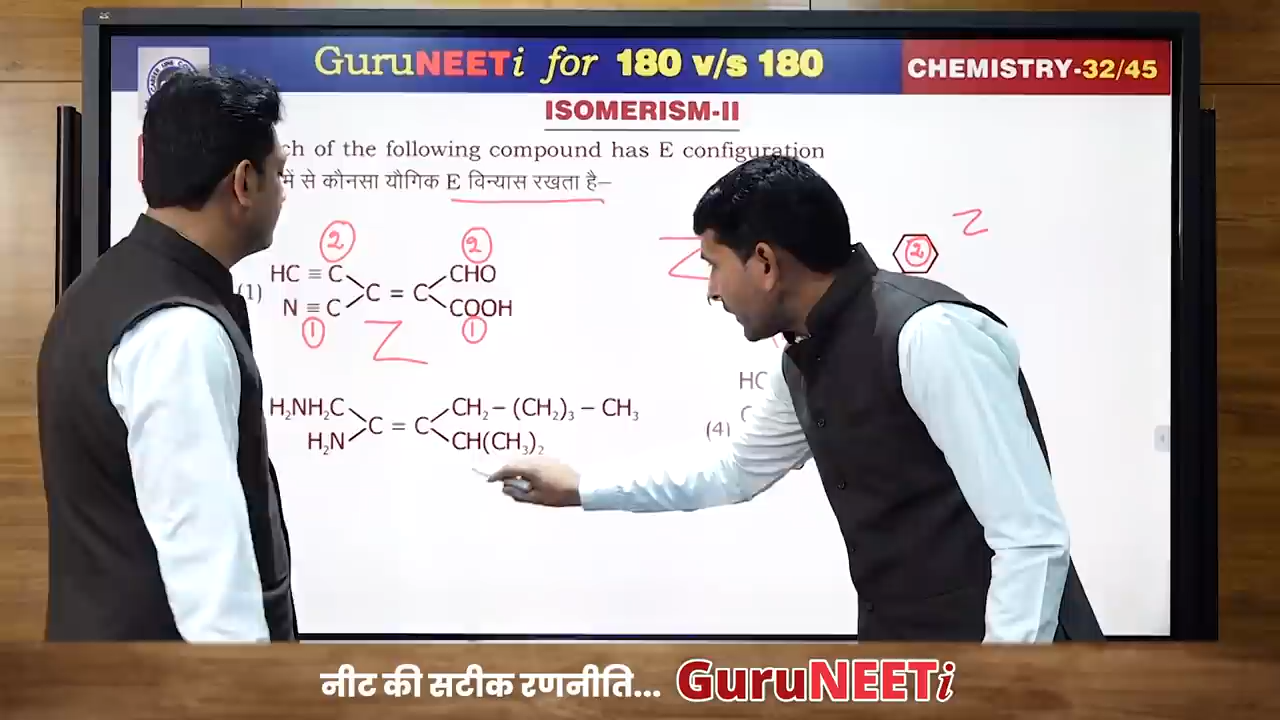 GuruNEETi for 180 v/s 180
CHEMISTRY-32/45
ISOMERISM-II
of the following compound has E configuration
में से कौनसा यौगिक E विन्यास रखता है–
2
2
Z
2
Z
HC ≡ C
CHO
(1)
C = C
N ≡ C
COOH
1
1
Z
H₂NH₂C
CH₂ – (CH₂)₃ – CH₃
C = C
H₂N
CH(CH₃)₂
HC
(4)
नीट की सटीक रणनीति... GuruNEETi